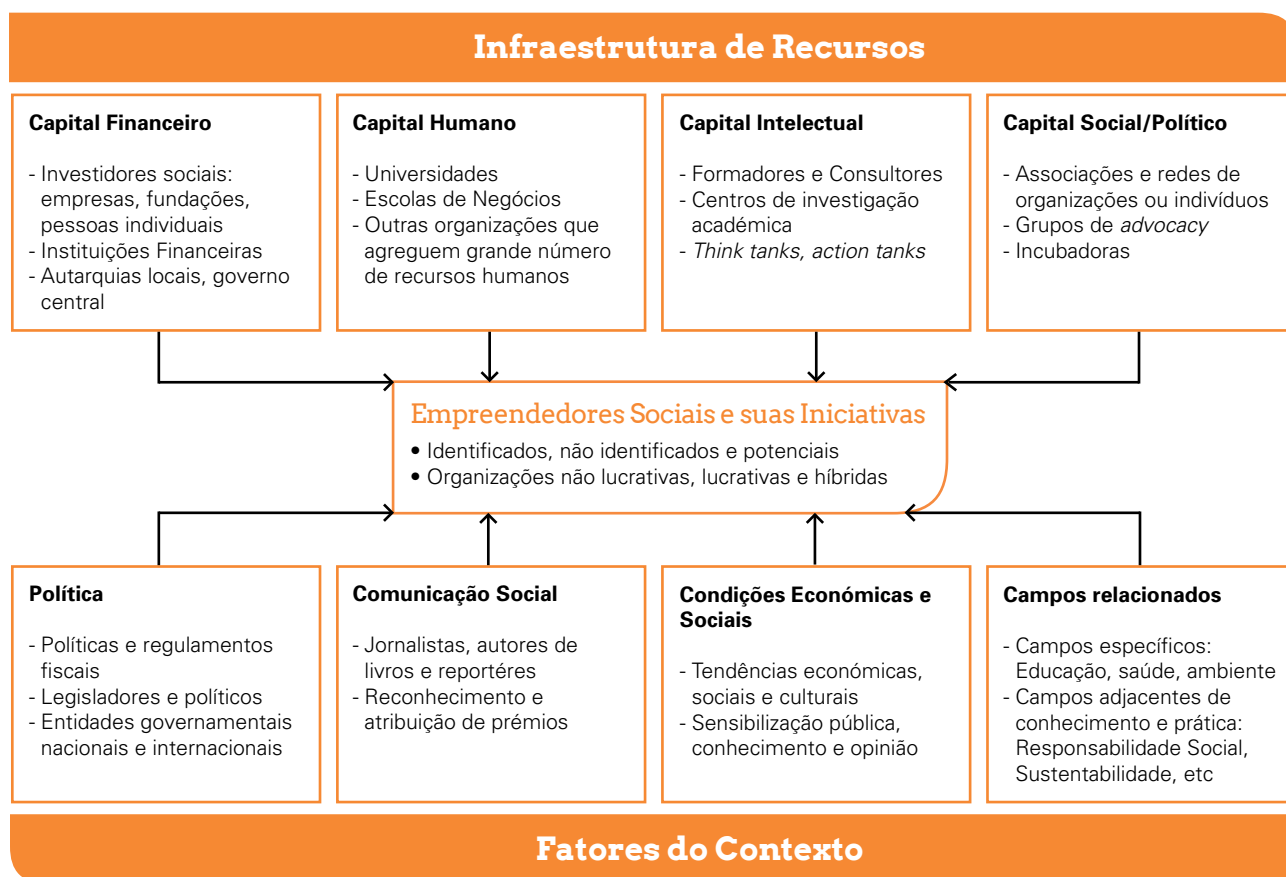 Infraestrutura de Recursos
Capital Financeiro
- Investidores sociais:
empresas, fundações,
pessoas individuais
- Instituições Financeiras
- Autarquias locais, governo
central
Capital Humano
- Universidades
- Escolas de Negócios
- Outras organizações que
agreguem grande número
de recursos humanos
Capital Intelectual
- Formadores e Consultores
- Centros de investigação
académica
- Think tanks, action tanks
Capital Social/Político
- Associações e redes de
organizações ou indivíduos
- Grupos de advocacy
- Incubadoras
Empreendedores Sociais e suas Iniciativas
• Identificados, não identificados e potenciais
• Organizações não lucrativas, lucrativas e híbridas
Política
- Políticas e regulamentos
fiscais
- Legisladores e políticos
- Entidades governamentais
nacionais e internacionais
Comunicação Social
- Jornalistas, autores de
livros e reportéres
- Reconhecimento e
atribuição de prémios
Condições Económicas e
Sociais
- Tendências económicas,
sociais e culturais
- Sensibilização pública,
conhecimento e opinião
Campos relacionados
- Campos específicos:
Educação, saúde, ambiente
- Campos adjacentes de
conhecimento e prática:
Responsabilidade Social,
Sustentabilidade, etc
Fatores do Contexto